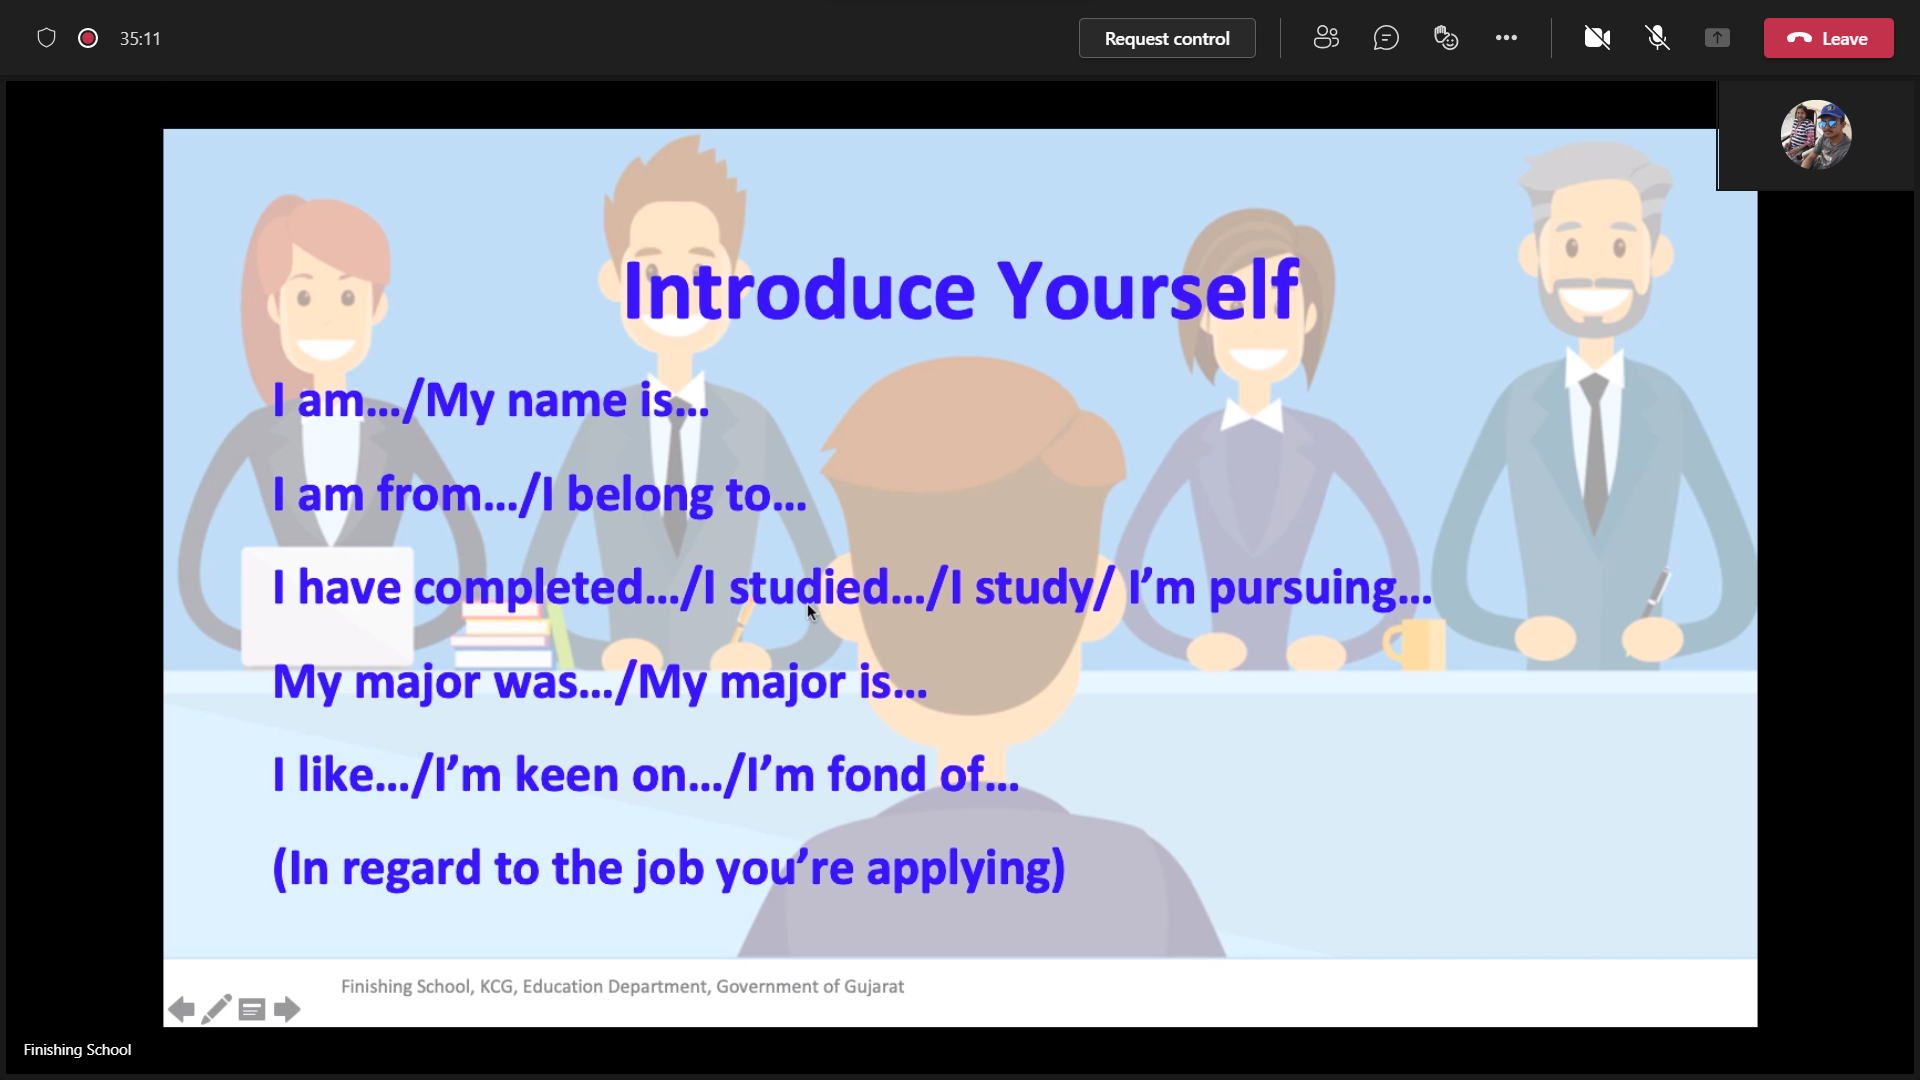 35:11
Request control
Leave
Introduce Yourself
I am.../My name is...
I am from.../I belong to...
I have completed.../I studied.../I study/ I’m pursuing...
My major was.../My major is...
I like.../I’m keen on.../I’m fond of...
(In regard to the job you’re applying)
Finishing School, KCG, Education Department, Government of Gujarat
Finishing School